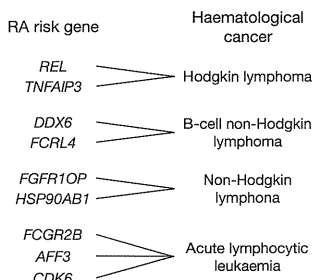 RA risk gene
Haematological
cancer
REL
TNFAIP3
Hodgkin lymphoma
DDX6
FCRL4
B-cell non-Hodgkin
lymphoma
FGFR1OP
HSP90AB1
Non-Hodgkin
lymphona
FCGR2B
AFF3
CDK6
Acute lymphocytic
leukaemia